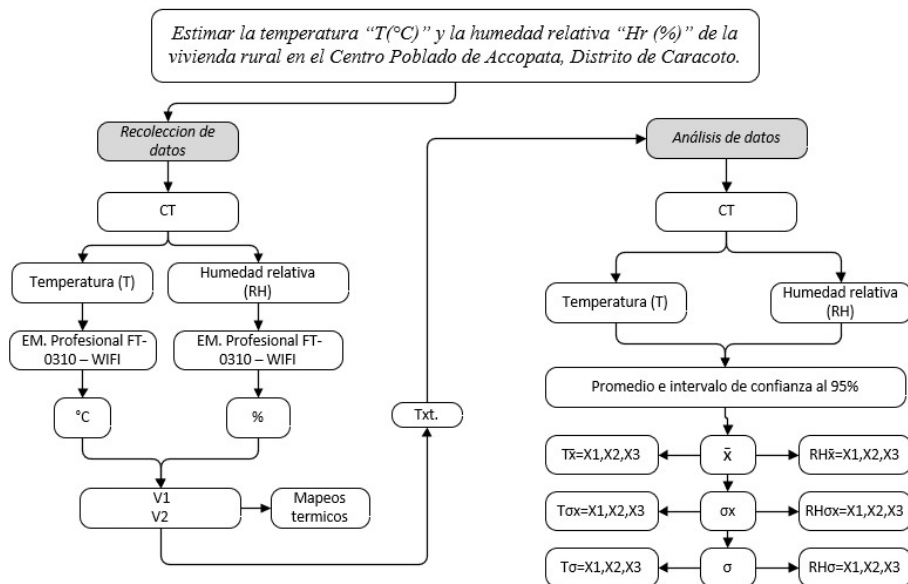 Estimar la temperatura “T(°C)” y la humedad relativa “Hr (%)” de la
vivienda rural en el Centro Poblado de Accopata, Distrito de Caracoto.
Recoleccion de
datos
CT
Temperatura (T)
Humedad relativa
(RH)
EM. Profesional FT-
0310 – WIFI
EM. Profesional FT-
0310 – WIFI
°C
%
V1
V2
Mapeos
termicos
Txt.
Análisis de datos
CT
Temperatura (T)
Humedad relativa
(RH)
Promedio e intervalo de confianza al 95%
Tx̄=X1,X2,X3
x̄
RHx̄=X1,X2,X3
Tσx=X1,X2,X3
σx
RHσx=X1,X2,X3
Tσ=X1,X2,X3
σ
RHσ=X1,X2,X3